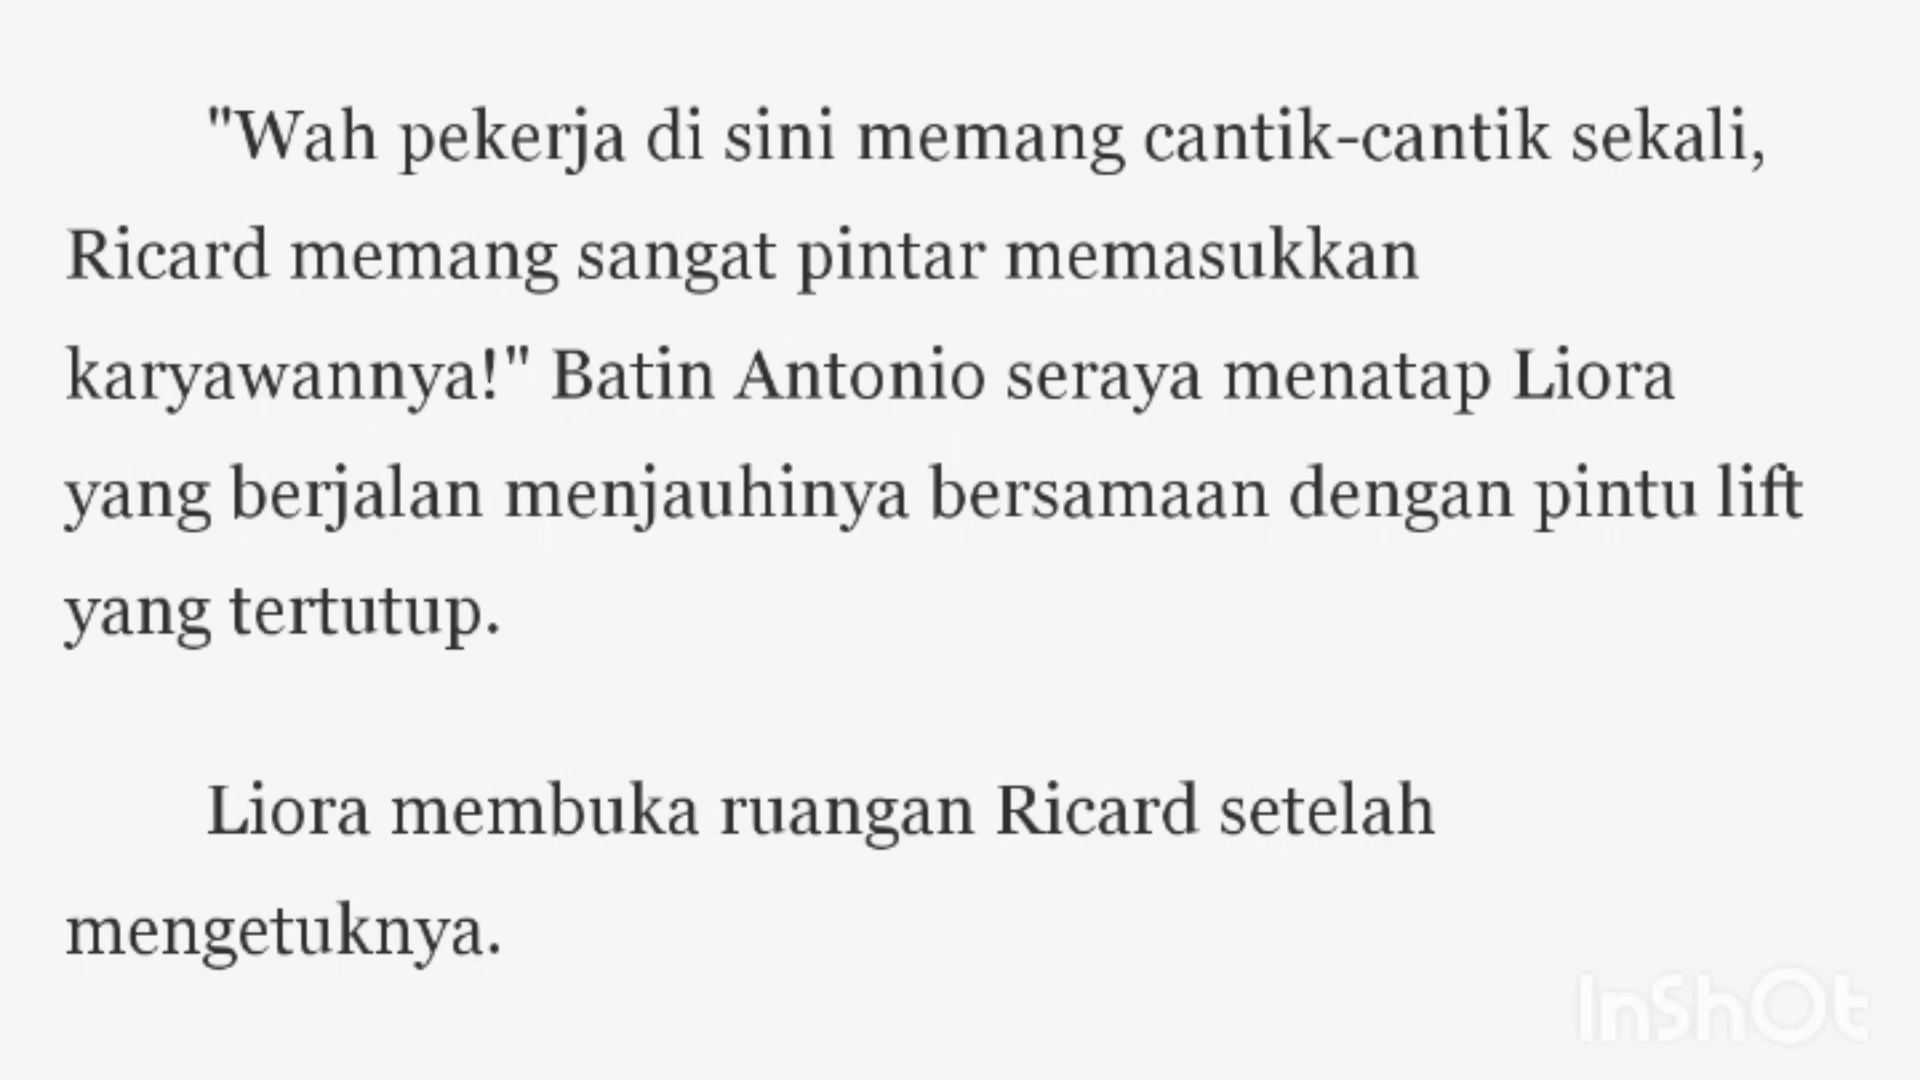 "Wah pekerja di sini memang cantik-cantik sekali,
Ricard memang sangat pintar memasukkan
karyawannya!" Batin Antonio seraya menatap Liora
yang berjalan menjauhinya bersamaan dengan pintu lift
yang tertutup.
Liora membuka ruangan Ricard setelah
mengetuknya.
InShOt